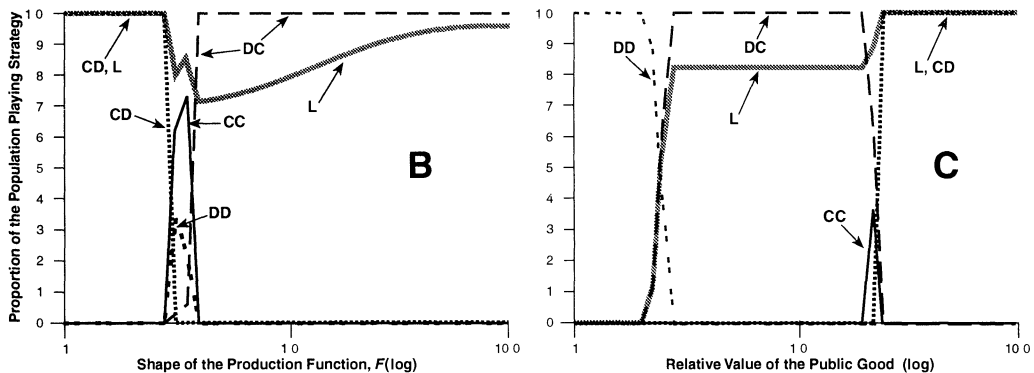 Proportion of the Population Playing Strategy
1 0
9
8
7
6
5
4
3
2
1
0
CD, L
DC
L
CD
CC
DD
B
1
1 0
1 0 0
Shape of the Production Function, F(log)
1 0
9
8
7
6
5
4
3
2
1
0
DD
DC
L
L, CD
CC
C
1
1 0
1 0 0
Relative Value of the Public Good (log)